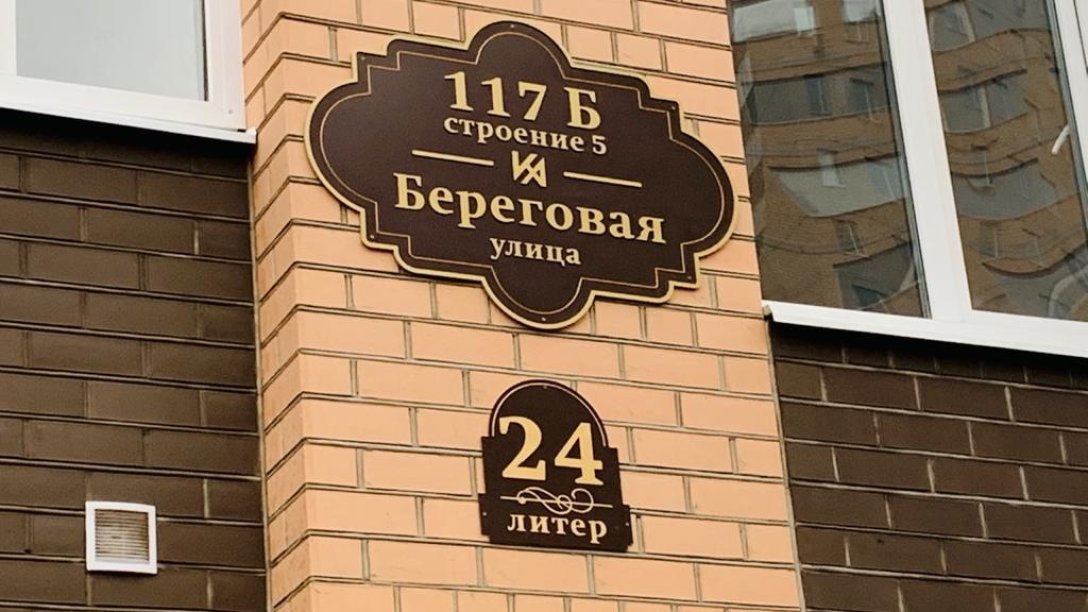 117 Б
строение 5
Береговая
улица
24
литер